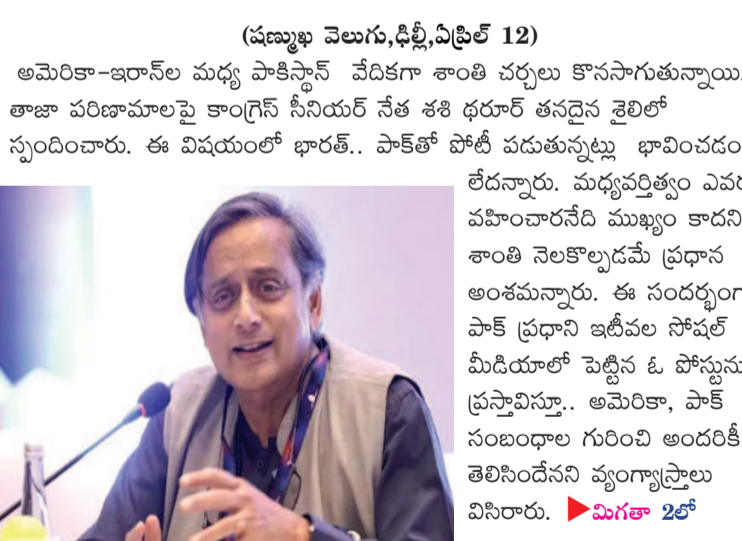 (షణ్ముఖ వెలుగు,ఢిల్లీ,ఏప్రిల్ 12)
అమెరికా-ఇరాన్‌ల మధ్య పాకిస్థాన్ వేదికగా శాంతి చర్చలు కొనసాగుతున్నాయి.
తాజా పరిణామాలపై కాంగ్రెస్ సీనియర్ నేత శశి థరూర్ తనదైన శైలిలో
స్పందించారు. ఈ విషయంలో భారత్.. పాక్‌తో పోటీ పడుతున్నట్లు భావించడం
లేదన్నారు. మధ్యవర్తిత్వం ఎవరు
వహించారనేది ముఖ్యం కాదని
శాంతి నెలకొల్పడమే ప్రధాన
అంశమన్నారు. ఈ సందర్భంగా
పాక్ ప్రధాని ఇటీవల సోషల్
మీడియాలో పెట్టిన ఓ పోస్టును
ప్రస్తావిస్తూ.. అమెరికా, పాక్
సంబంధాల గురించి అందరికీ
తెలిసిందేనని వ్యంగ్యాస్త్రాలు
విసిరారు. ▶మిగతా 2లో